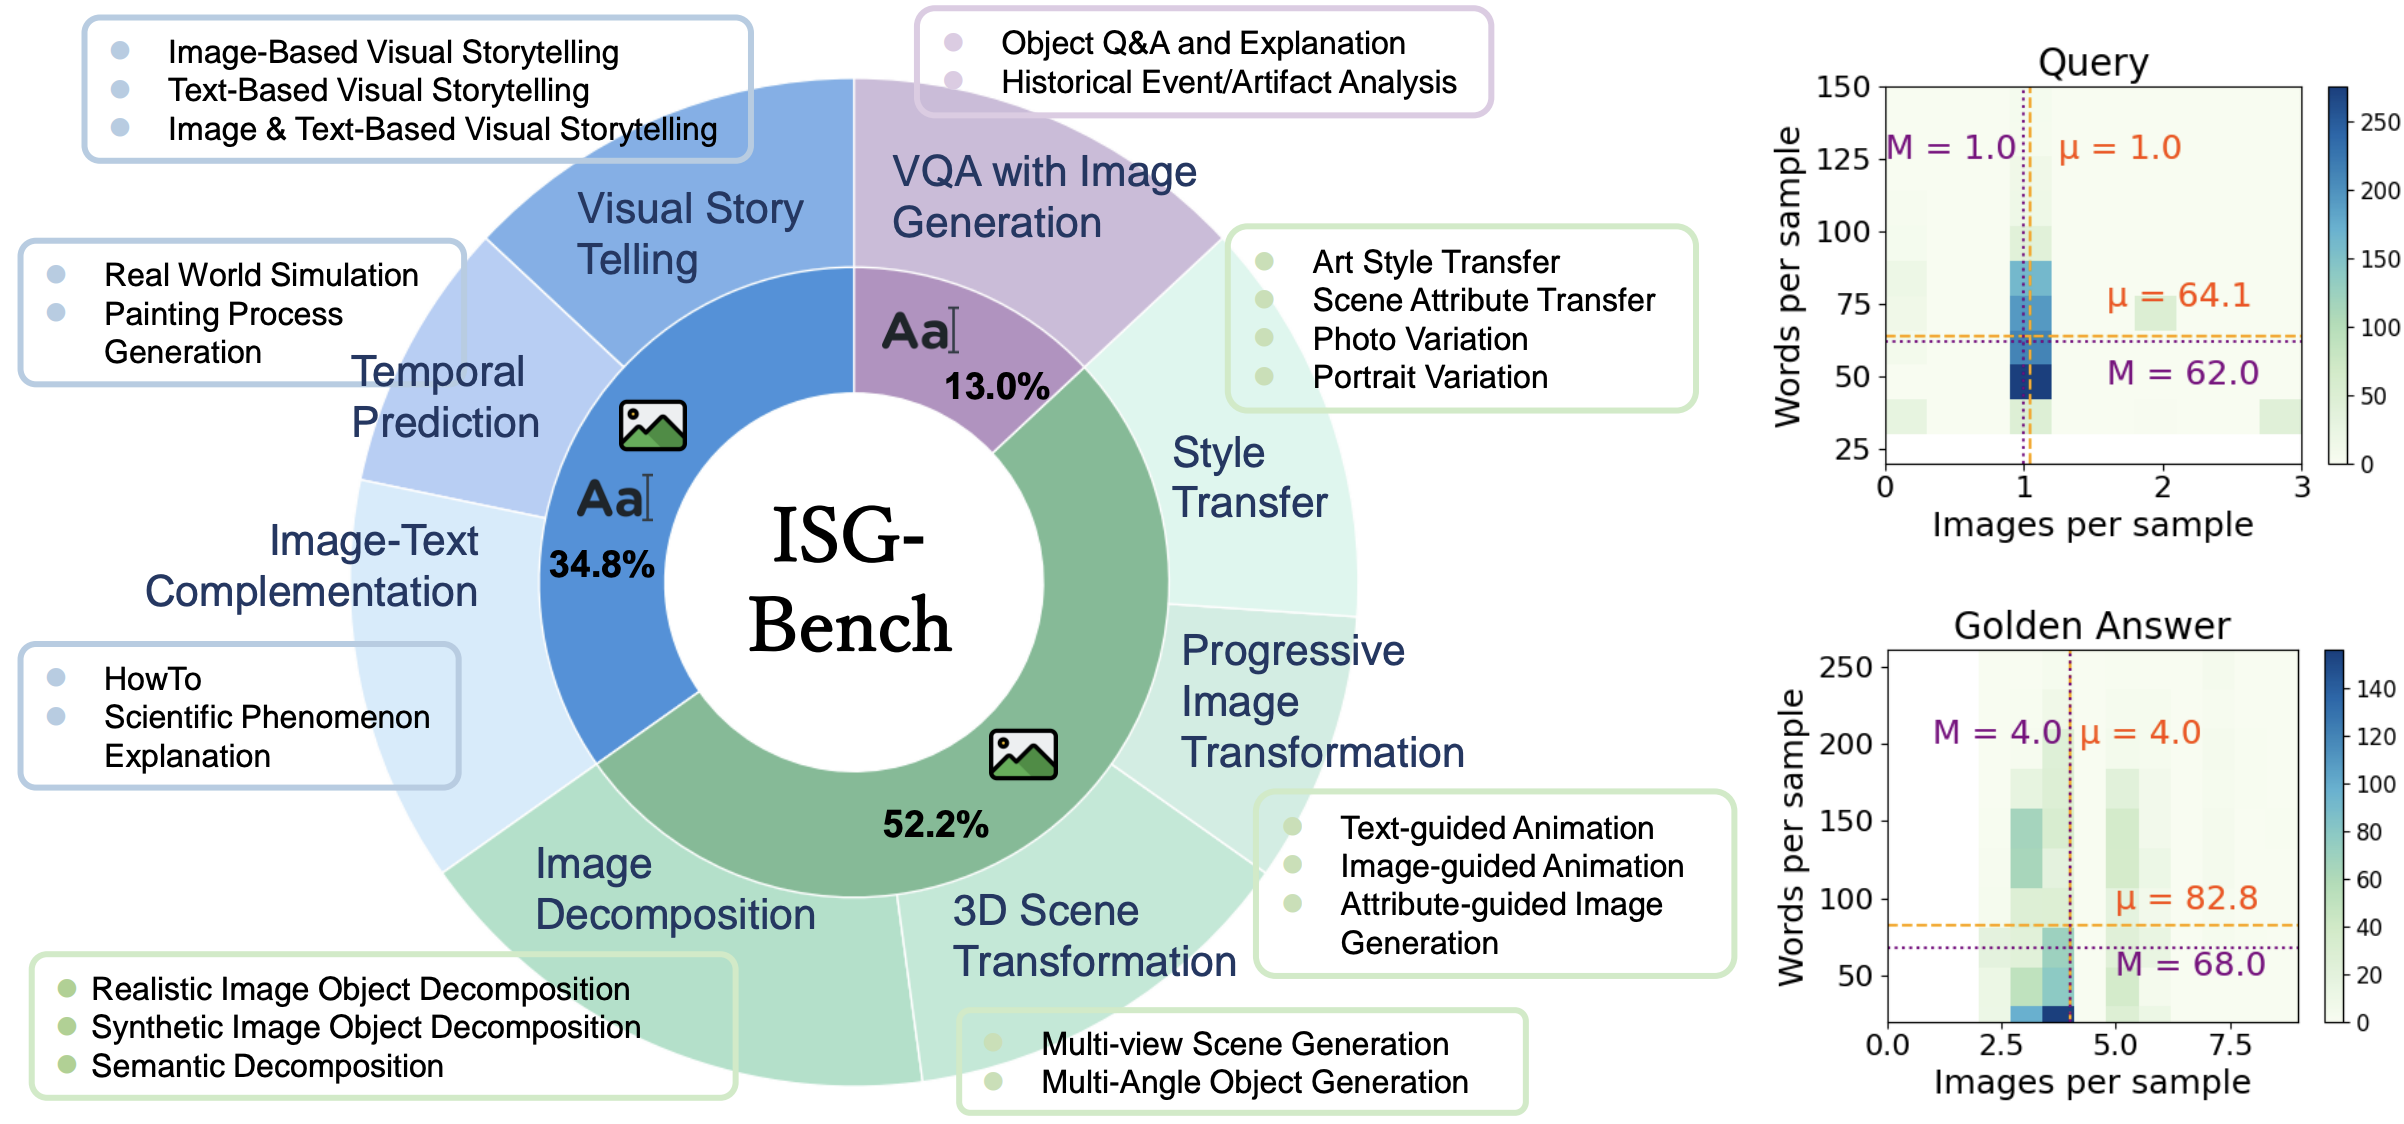 Image-Based Visual Storytelling
Text-Based Visual Storytelling
Image & Text-Based Visual Storytelling
Object Q&A and Explanation
Historical Event/Artifact Analysis
Visual Story
Telling
VQA with Image
Generation
Real World Simulation
Painting Process
Generation
Art Style Transfer
Scene Attribute Transfer
Photo Variation
Portrait Variation
Temporal
Prediction
Aa
13.0%
Aa
34.8%
Style
Transfer
Image-Text
Complementation
ISG-
Bench
HowTo
Scientific Phenomenon
Explanation
Progressive
Image
Transformation
52.2%
Text-guided Animation
Image-guided Animation
Attribute-guided Image
Generation
Image
Decomposition
3D Scene
Transformation
Realistic Image Object Decomposition
Synthetic Image Object Decomposition
Semantic Decomposition
Multi-view Scene Generation
Multi-Angle Object Generation
Query
Words per sample
150
125
100
75
50
25
M = 1.0
μ = 1.0
μ = 64.1
M = 62.0
0 1 2 3
Images per sample
250
200
150
100
50
0
Golden Answer
Words per sample
250
200
150
100
50
M = 4.0
μ = 4.0
μ = 82.8
M = 68.0
0.0 2.5 5.0 7.5
Images per sample
140
120
100
80
60
40
20
0